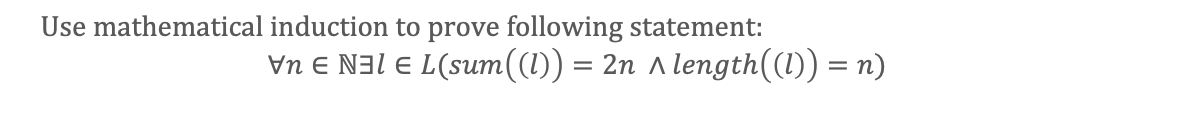 Use mathematical induction to prove following statement:
∀n ∈ ℕ∃l ∈ L(sum((l)) = 2n ∧ length((l)) = n)